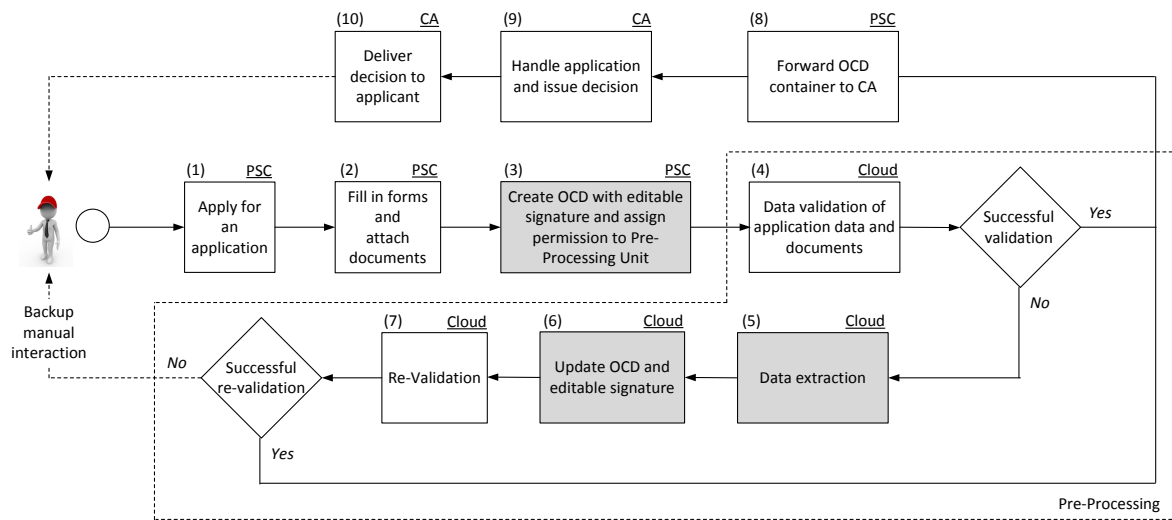 (10) CA
Deliver
decision to
applicant
(9) CA
Handle application
and issue decision
(8) PSC
Forward OCD
container to CA
(1) PSC
Apply for
an
application
(2) PSC
Fill in forms
and
attach
documents
(3) PSC
Create OCD with editable
signature and assign
permission to Pre-
Processing Unit
(4) Cloud
Data validation of
application data and
documents
Successful
validation
Yes
No
Backup
manual
interaction
No
Successful
re-validation
Yes
(7) Cloud
Re-Validation
(6) Cloud
Update OCD and
editable signature
(5) Cloud
Data extraction
Pre-Processing